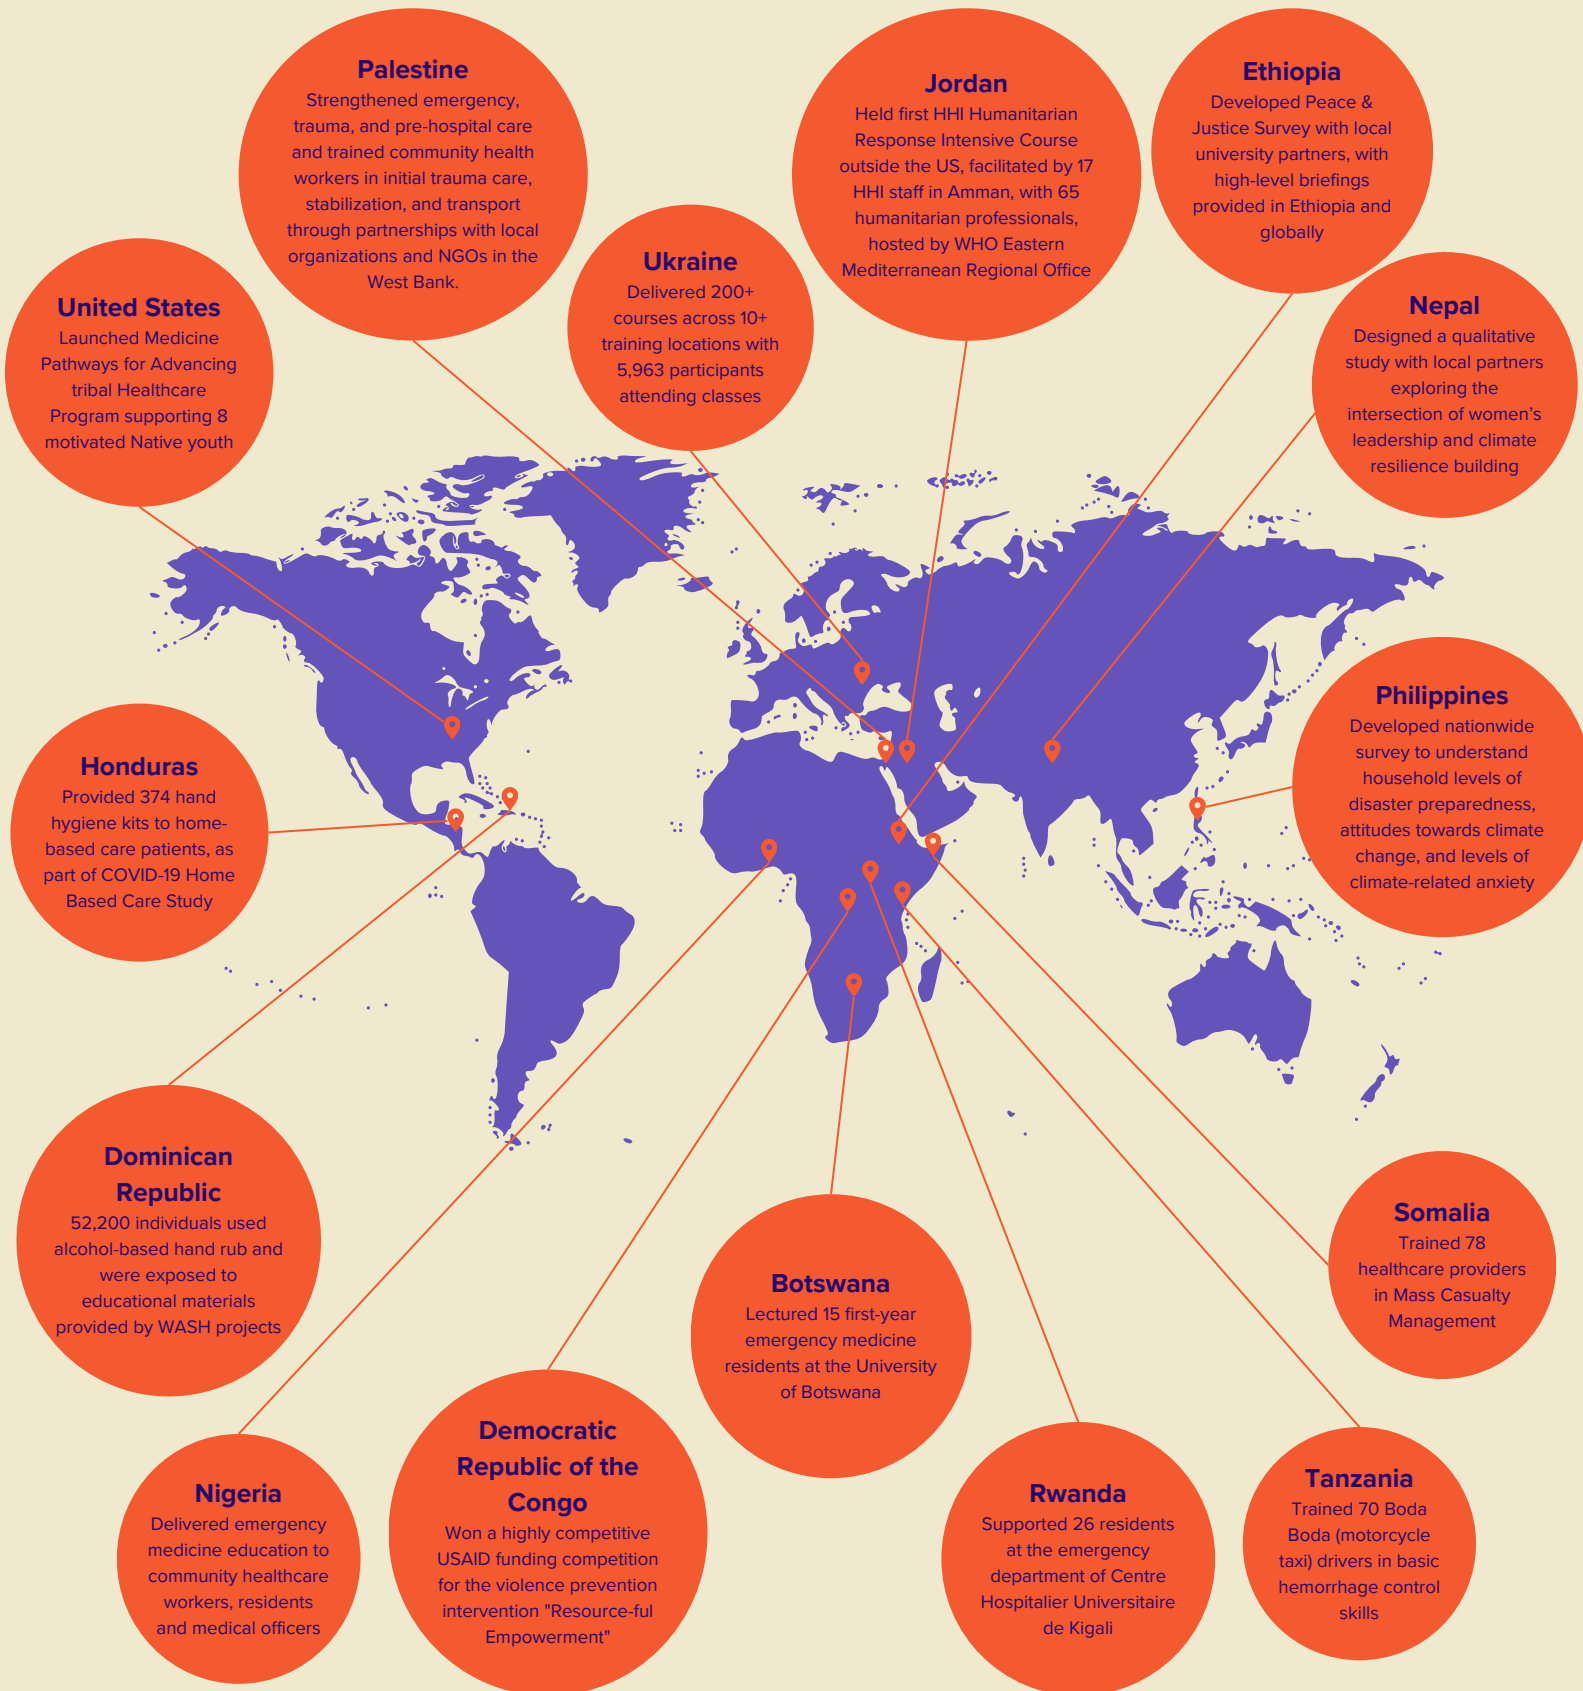 Palestine
Strengthened emergency,
trauma, and pre-hospital care
and trained community health
workers in initial trauma care,
stabilization, and transport
through partnerships with local
organizations and NGOs in the
West Bank.
Jordan
Held first HHI Humanitarian
Response Intensive Course
outside the US, facilitated by 17
HHI staff in Amman, with 65
humanitarian professionals,
hosted by WHO Eastern
Mediterranean Regional Office
Ethiopia
Developed Peace &
Justice Survey with local
university partners, with
high-level briefings
provided in Ethiopia and
globally
United States
Launched Medicine
Pathways for Advancing
tribal Healthcare
Program supporting 8
motivated Native youth
Ukraine
Delivered 200+
courses across 10+
training locations with
5,963 participants
attending classes
Nepal
Designed a qualitative
study with local partners
exploring the
intersection of women's
leadership and climate
resilience building
Honduras
Provided 374 hand
hygiene kits to home-
based care patients, as
part of COVID-19 Home
Based Care Study
Philippines
Developed nationwide
survey to understand
household levels of
disaster preparedness,
attitudes towards climate
change, and levels of
climate-related anxiety
Dominican
Republic
52,200 individuals used
alcohol-based hand rub and
were exposed to
educational materials
provided by WASH projects
Somalia
Trained 78
healthcare providers
in Mass Casualty
Management
Botswana
Lectured 15 first-year
emergency medicine
residents at the University
of Botswana
Nigeria
Delivered emergency
medicine education to
community healthcare
workers, residents
and medical officers
Democratic
Republic of the
Congo
Won a highly competitive
USAID funding competition
for the violence prevention
intervention "Resource-ful
Empowerment"
Rwanda
Supported 26 residents
at the emergency
department of Centre
Hospitalier Universitaire
de Kigali
Tanzania
Trained 70 Boda
Boda (motorcycle
taxi) drivers in basic
hemorrhage control
skills